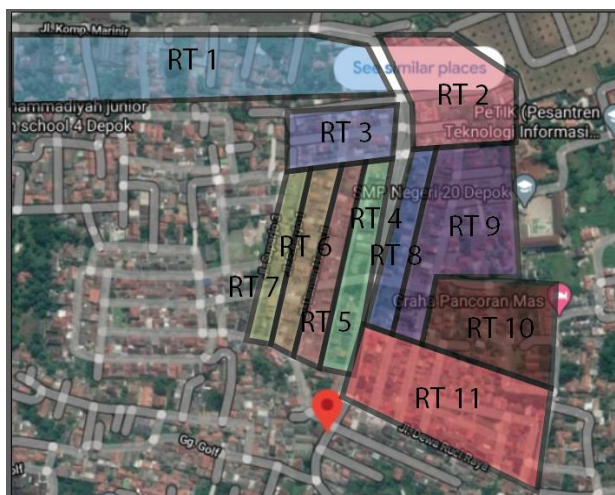 Jl. Komp. Marinir
RT 1
See similar places
RT 2
ammadiyah junior
school 4 Depok
PeTIK (Pesantren
Teknologi Informasi...
RT 3
SMP Negeri 20 Depok
RT 4
RT 6
RT 9
RT 8
RT 7
RT 5
Graha Pancoran Mas
RT 10
RT 11
Jl. Dewa Ruci Raya
Gg. Golf